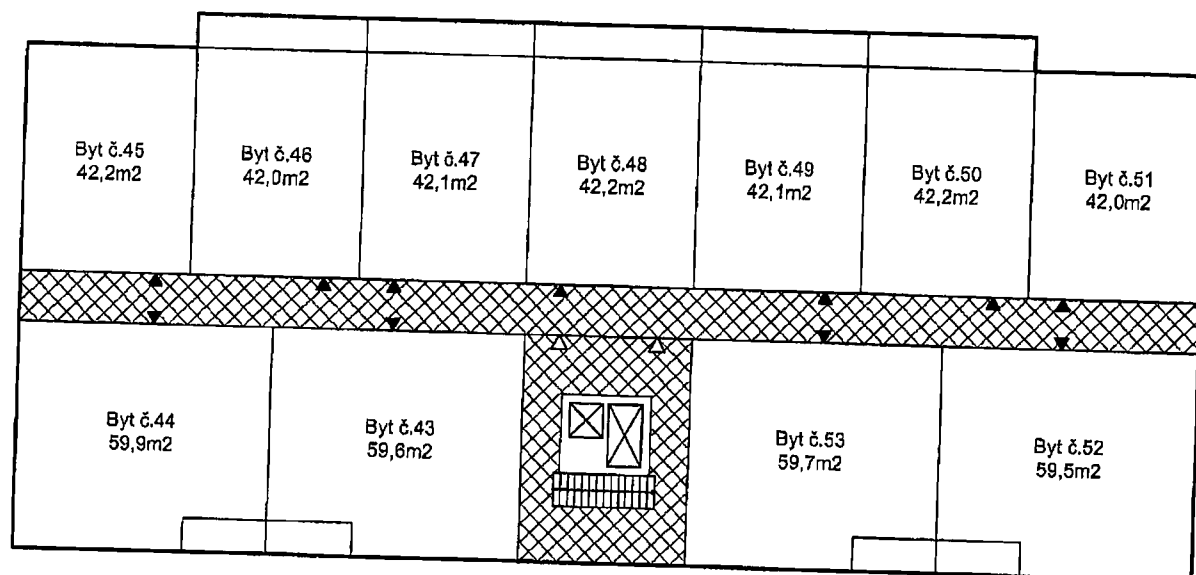 Byt č.45
42,2m2
Byt č.46
42,0m2
Byt č.47
42,1m2
Byt č.48
42,2m2
Byt č.49
42,1m2
Byt č.50
42,2m2
Byt č.51
42,0m2
Byt č.44
59,9m2
Byt č.43
59,6m2
Byt č.53
59,7m2
Byt č.52
59,5m2